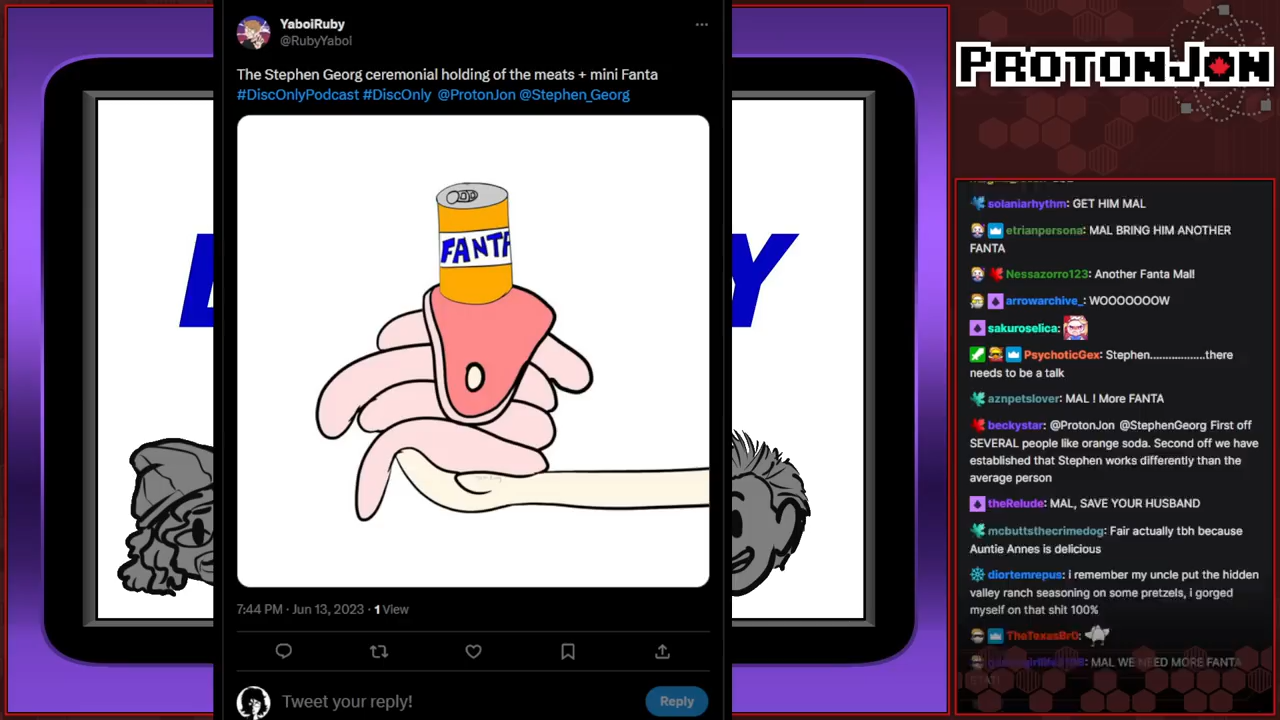 YaboiRuby
@RubyYaboI
The Stephen Georg ceremonial holding of the meats + mini Fanta
#DiscOnlyPodcast #DiscOnly @ProtonJon @Stephen_Georg
FANTA
7:44 PM · Jun 13, 2023 · 1 View
Tweet your reply!
Reply
PROTONJON
solaniarhythm: GET HIM MAL
etrianpersona: MAL BRING HIM ANOTHER
FANTA
Nessazorro123: Another Fanta Mall!
arrowarchive_: WOOOOOOOW
sakuroselica:
PsychoticGex: Stephen..................there
needs to be a talk
aznpetslover: MAL ! More FANTA
beckystar: @ProtonJon @StephenGeorg First off
SEVERAL people like orange soda. Second off we have
established that Stephen works differently than the
average person
theRelude: MAL, SAVE YOUR HUSBAND
mcbuttsthecrimedog: Fair actually tbh because
Auntie Annes is delicious
diortemrepus: i remember my uncle put the hidden
valley ranch seasoning on some pretzels, i gorged
myself on that shit 100%
TheTexasBr0:
MAL WE NEED MORE FANTA
STAT!